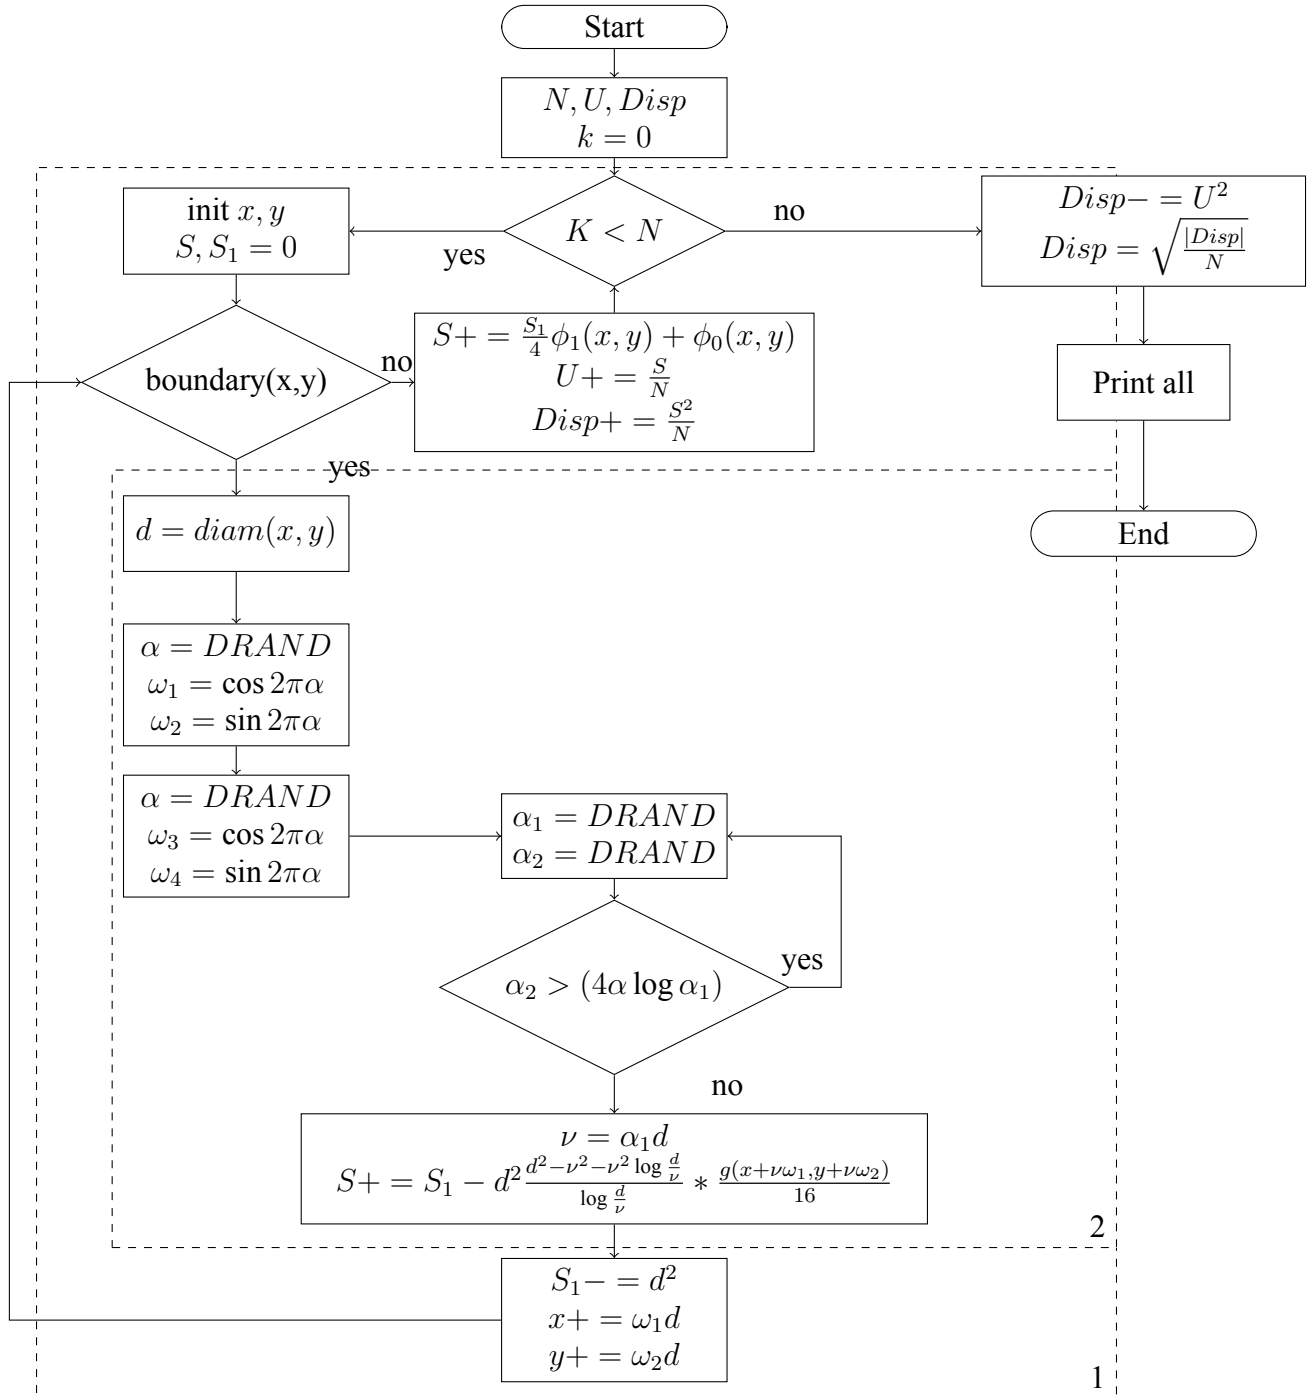 Start
N, U, Disp
k = 0
K < N
yes
no
init x, y
S, S₁ = 0
Disp− = U²
Disp = √(|Disp|/N)
boundary(x,y)
no
yes
S+ = S₁/4 ϕ₁(x, y) + ϕ₀(x, y)
U+ = S/N
Disp+ = S²/N
Print all
End
d = diam(x, y)
α = DRAND
ω₁ = cos 2πα
ω₂ = sin 2πα
α = DRAND
ω₃ = cos 2πα
ω₄ = sin 2πα
α₁ = DRAND
α₂ = DRAND
α₂ > (4α log α₁)
yes
no
ν = α₁d
S+ = S₁ − d² (d²−ν²−ν² log d/ν)/(log d/ν) ∗ g(x+νω₁,y+νω₂)/16
2
S₁− = d²
x+ = ω₁d
y+ = ω₂d
1